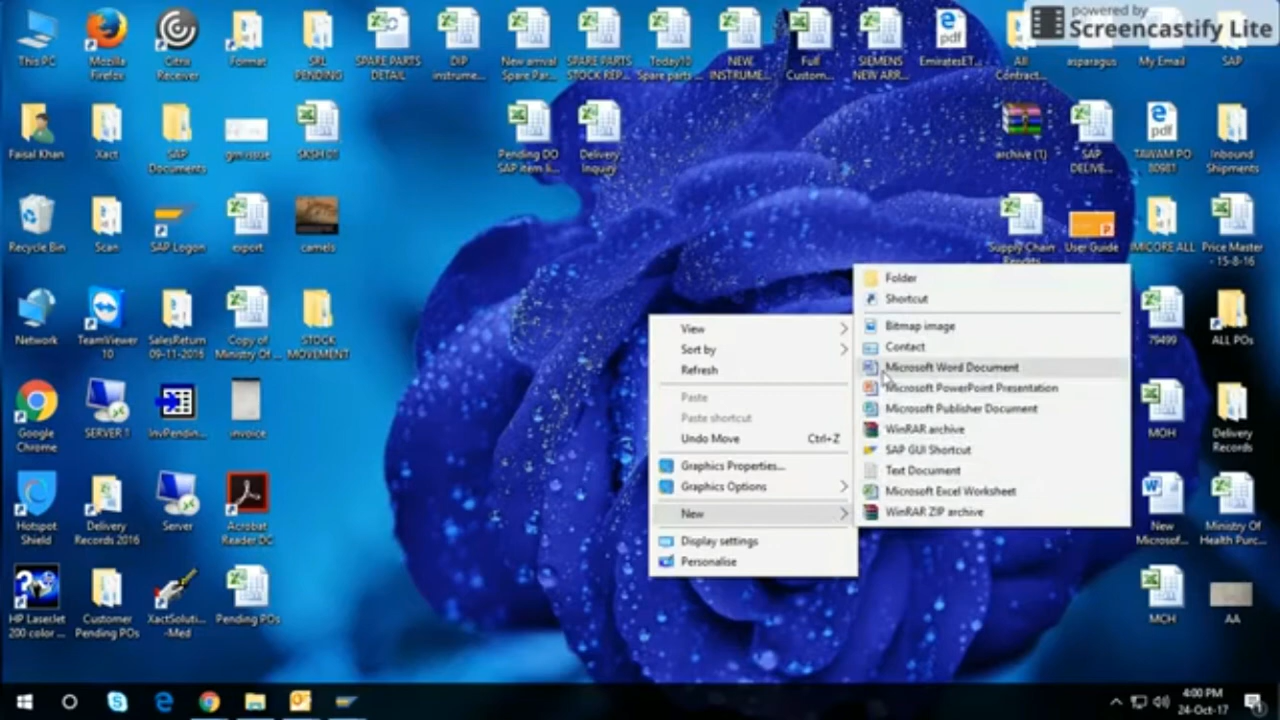 powered by
Screencastify Lite
This PC
Mozilla
Firefox
Citrix
Receiver
Format
SRL
PENDING
SPARE PARTS
DETAIL
DIP
instrume...
New arrival
Spare Par...
SPARE PARTS
STOCK REP...
Today10
Spare parts ...
NEW
INSTRUME...
Full
Custom...
SIEMENS
NEW ARR...
EmiratesET...
All
Contract...
asparagus
My Email
SAP
Faisal Khan
Xact
SAP
Documents
grn issue
SKSH 01
Pending DO
SAP item li...
Delivery
Inquiry
archive (1)
SAP
DELIVE...
TAWAM PO
80981
Inbound
Shipments
Recycle Bin
Scan
SAP Logon
export
camels
Supply Chain
User Guide
IMICORE ALL
Price Master
- 15-8-16
Network
TeamViewer
10
SalesReturn
09-11-2016
Copy of
Ministry Of ...
STOCK
MOVEMENT
79499
ALL POs
Google
Chrome
SERVER 1
InvPendin...
invoice
MOH
Delivery
Records
Hotspot
Shield
Delivery
Records 2016
Server
Acrobat
Reader DC
New
Microsof...
Ministry Of
Health Purc...
HP LaserJet
200 color ...
Customer
Pending POs
XactSoluti...
-Med
Pending POs
MCH
AA
View
Sort by
Refresh
Paste
Paste shortcut
Undo Move Ctrl+Z
Graphics Properties...
Graphics Options
New
Display settings
Personalise
Folder
Shortcut
Bitmap image
Contact
Microsoft Word Document
Microsoft PowerPoint Presentation
Microsoft Publisher Document
WinRAR archive
SAP GUI Shortcut
Text Document
Microsoft Excel Worksheet
WinRAR ZIP archive
4:00 PM
24-Oct-17